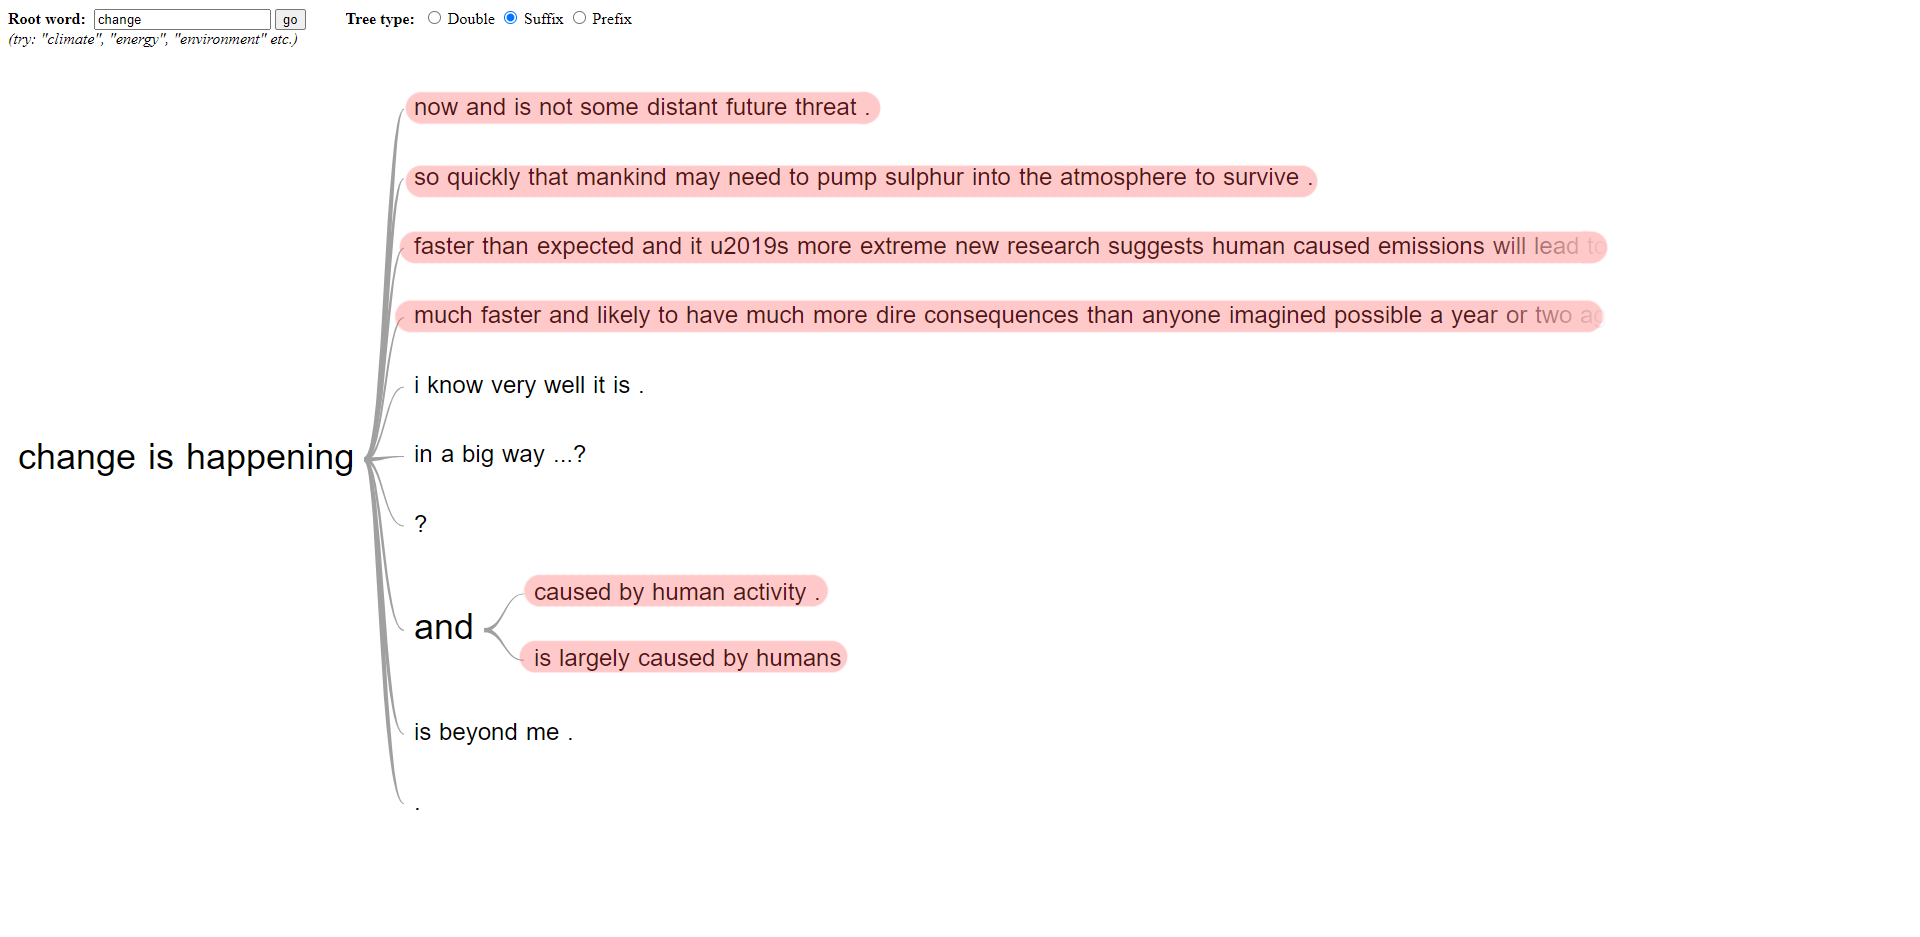 Root word: change go Tree type: Double Suffix Prefix
(try: "climate", "energy", "environment" etc.)
now and is not some distant future threat .
so quickly that mankind may need to pump sulphur into the atmosphere to survive .
faster than expected and it u2019s more extreme new research suggests human caused emissions will lead to
much faster and likely to have much more dire consequences than anyone imagined possible a year or two
i know very well it is .
change is happening
in a big way ...?
?
and
caused by human activity .
is largely caused by humans
is beyond me .
.